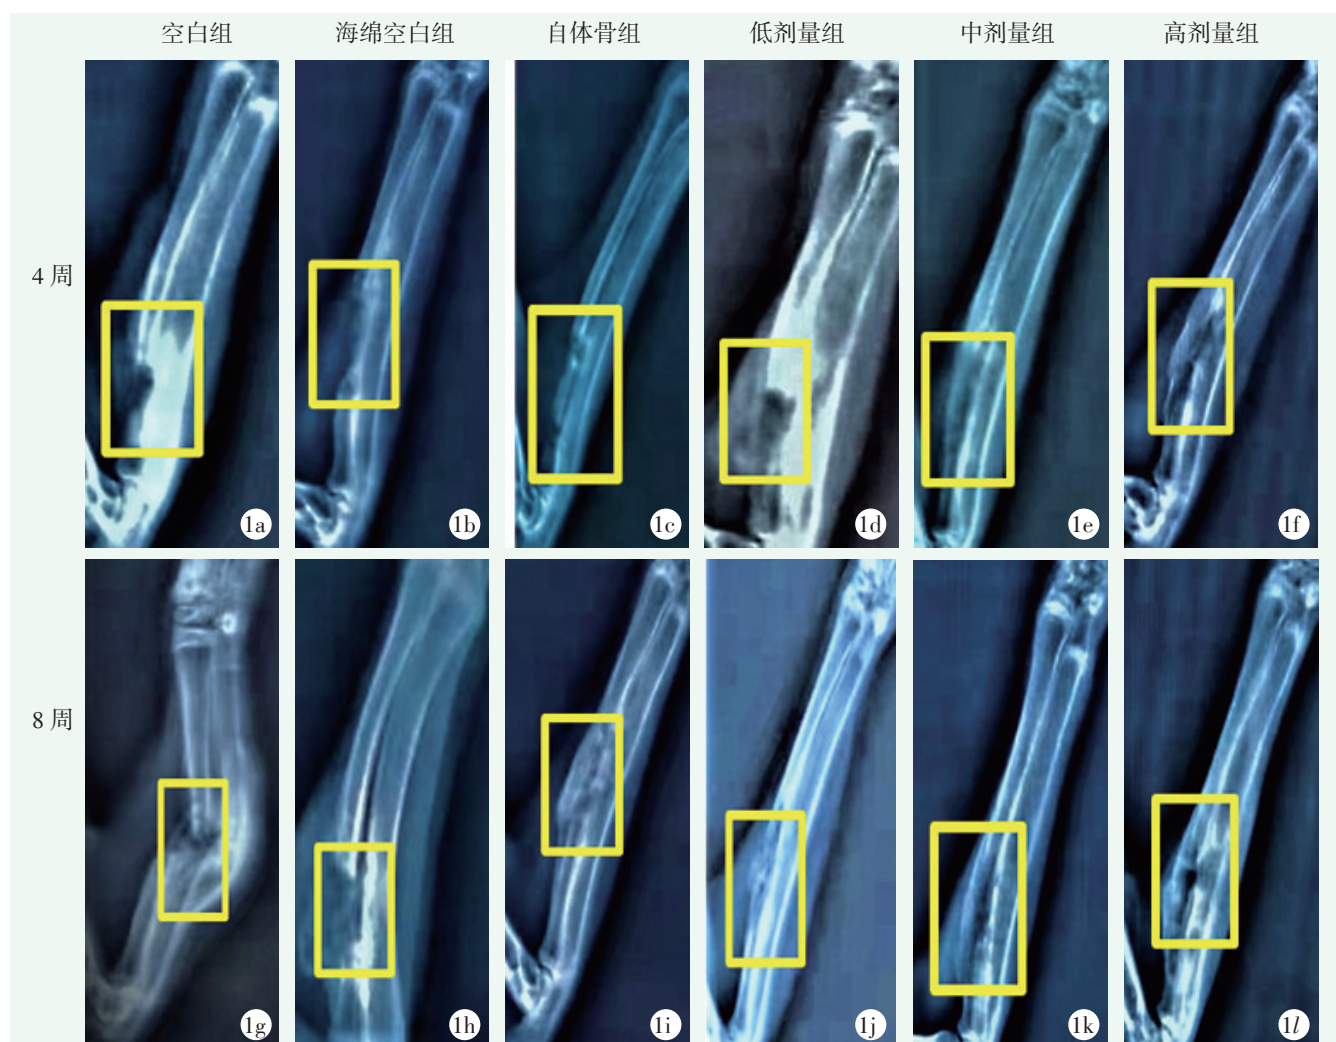 空白组 海绵空白组 自体骨组 低剂量组 中剂量组 高剂量组
4 周
1a 1b 1c 1d 1e 1f
8 周
1g 1h 1i 1j 1k 1l